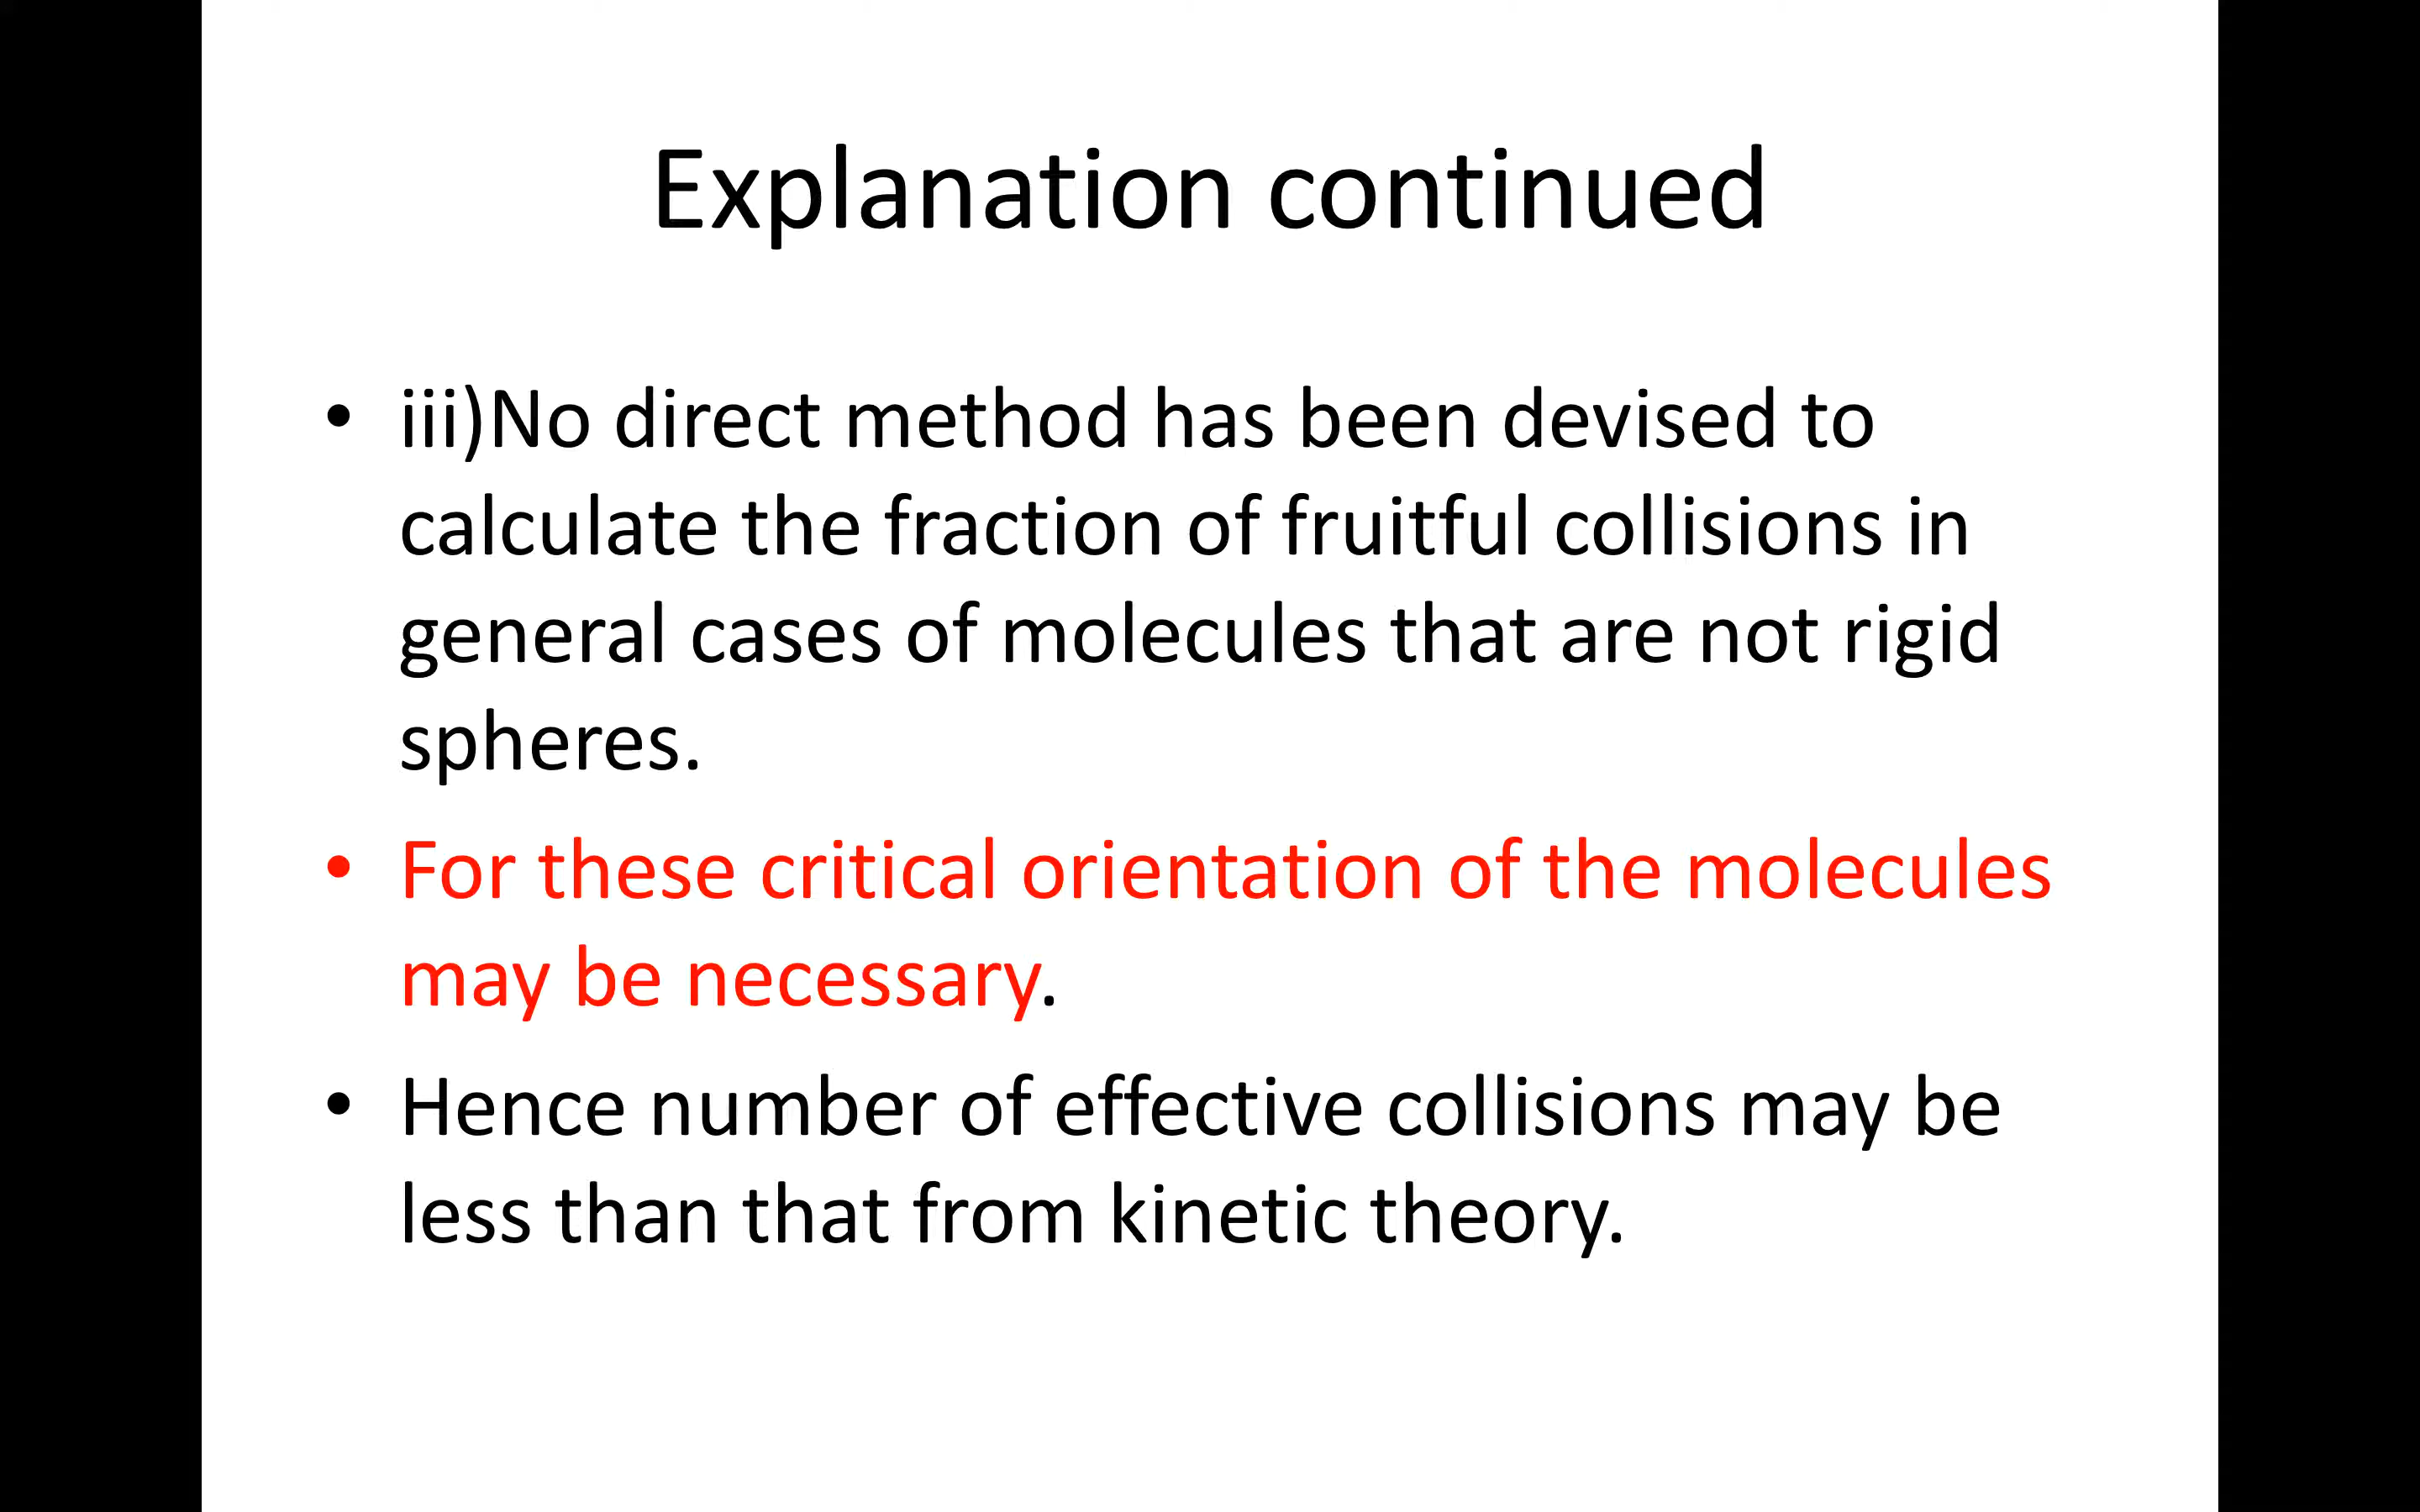 Explanation continued
• iii)No direct method has been devised to
calculate the fraction of fruitful collisions in
general cases of molecules that are not rigid
spheres.
• For these critical orientation of the molecules
may be necessary.
• Hence number of effective collisions may be
less than that from kinetic theory.